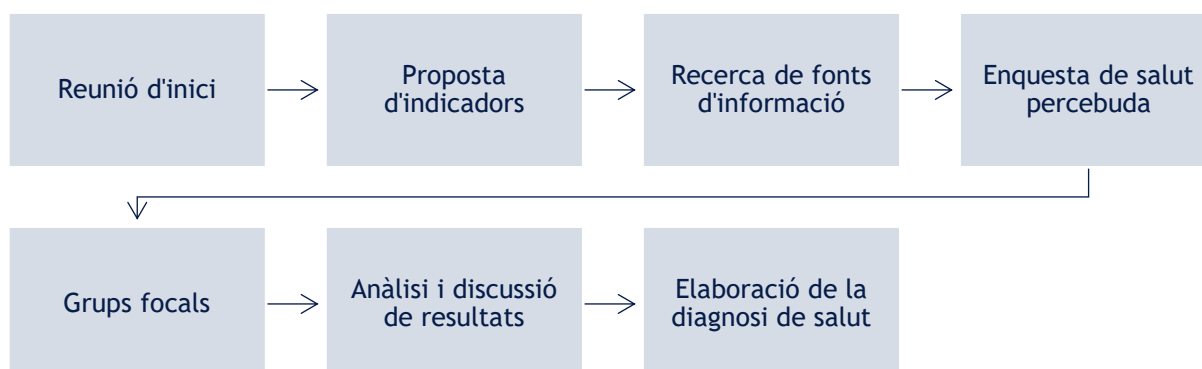 Reunió d'inici
Proposta
d'indicadors
Recerca de fonts
d'informació
Enquesta de salut
percebuda
Grups focals
Anàlisi i discussió
de resultats
Elaboració de la
diagnosi de salut